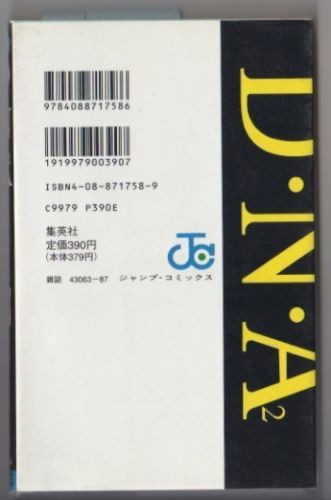 9784088717586
1919979003907
ISBN4-08-871758-9
C9979 P390E
集英社
定価390円
(本体379円)
雑誌 43063-87
ジャンプ・コミックス
JC
D・N・A²